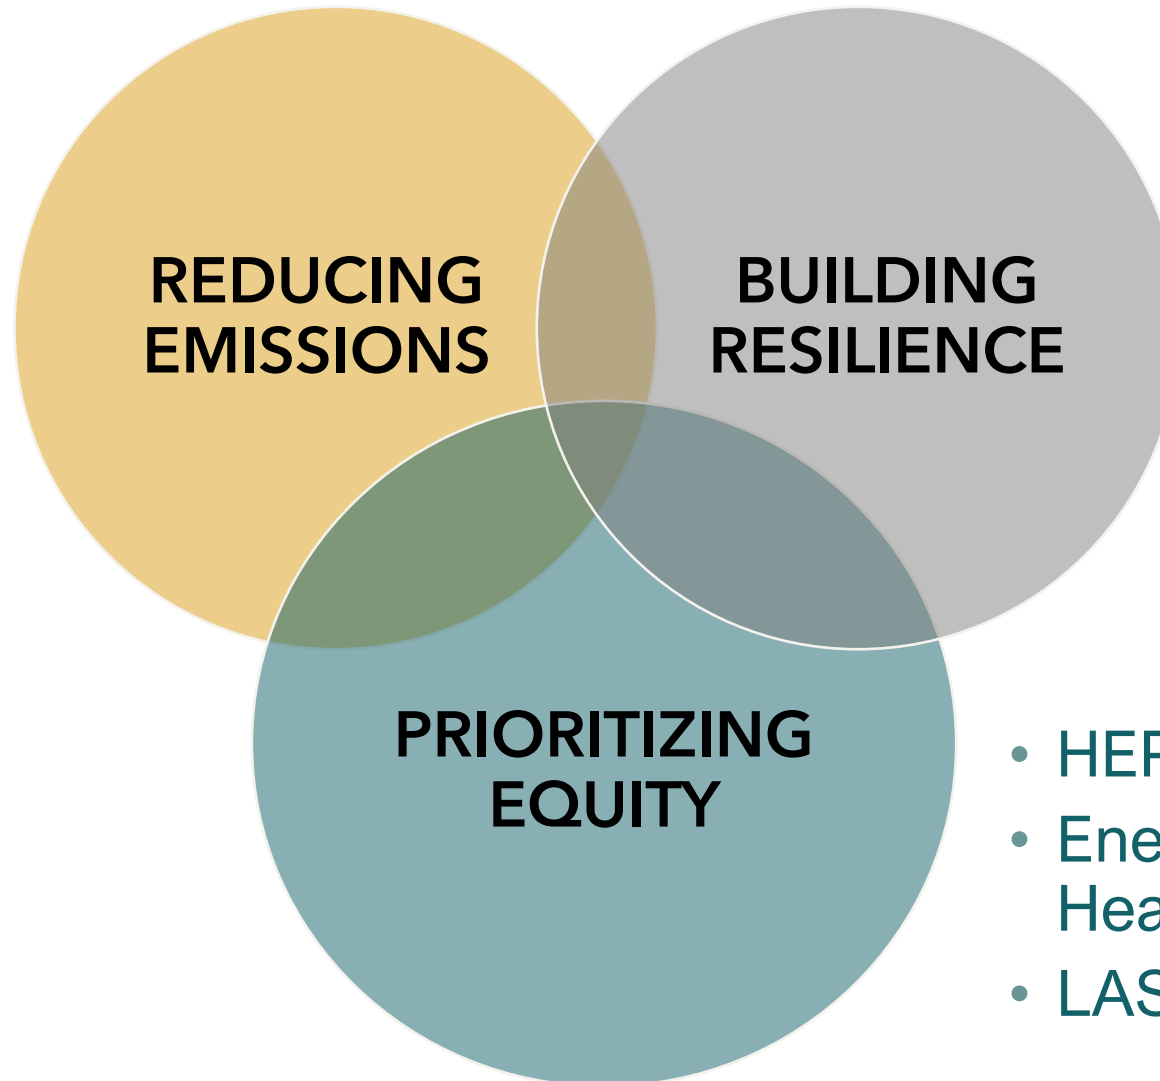 REDUCING
EMISSIONS
BUILDING
RESILIENCE
PRIORITIZING
EQUITY